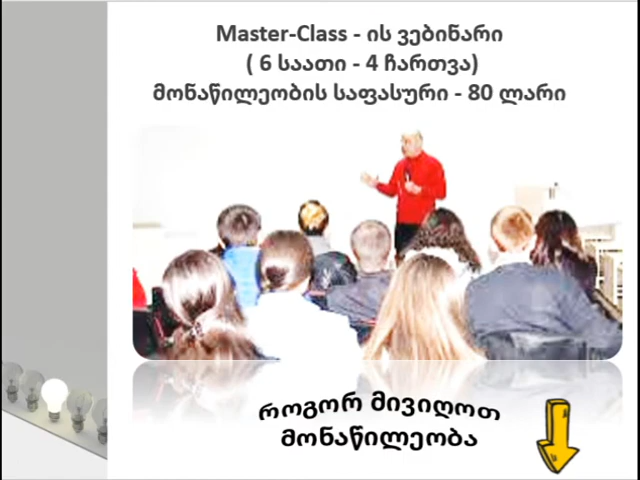 Master-Class - ის ვებინარი
( 6 საათი - 4 ჩართვა)
მონაწილეობის საფასური - 80 ლარი
როგორ მივიღოთ
მონაწილეობა